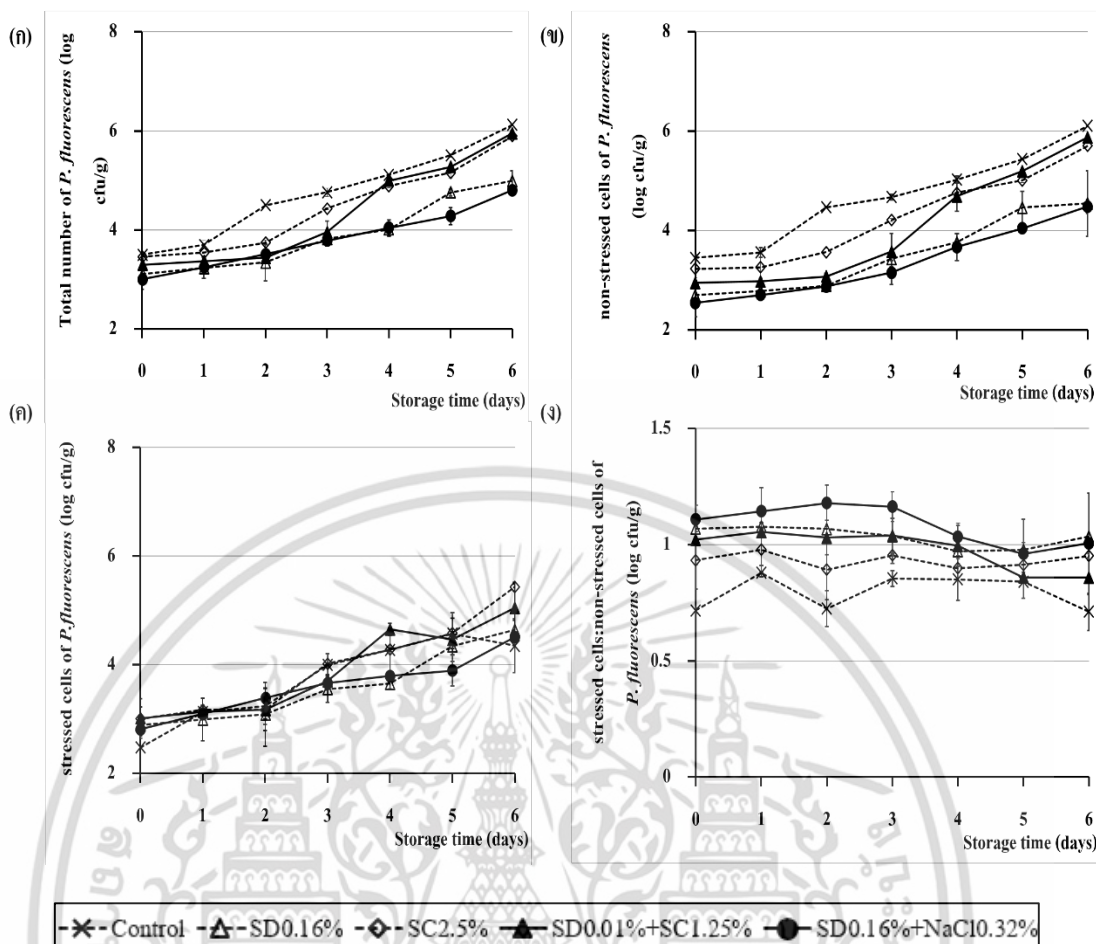 (ก)
Total number of P. fluorescens (log
cfu/g)
8
6
4
2
0 1 2 3 4 5 6
Storage time (days)
(ข)
non-stressed cells of P. fluorescens
(log cfu/g)
8
6
4
2
0 1 2 3 4 5 6
Storage time (days)
(ค)
stressed cells of P.fluorescens (log cfu/g)
8
6
4
2
0 1 2 3 4 5 6
Storage time (days)
(ง)
stressed cells:non-stressed cells of
P. fluorescens (log cfu/g)
1.5
1
0.5
0
0 1 2 3 4 5 6
Storage time (days)
Control SD0.16% SC2.5% SD0.01%+SC1.25% SD0.16%+NaCl0.32%